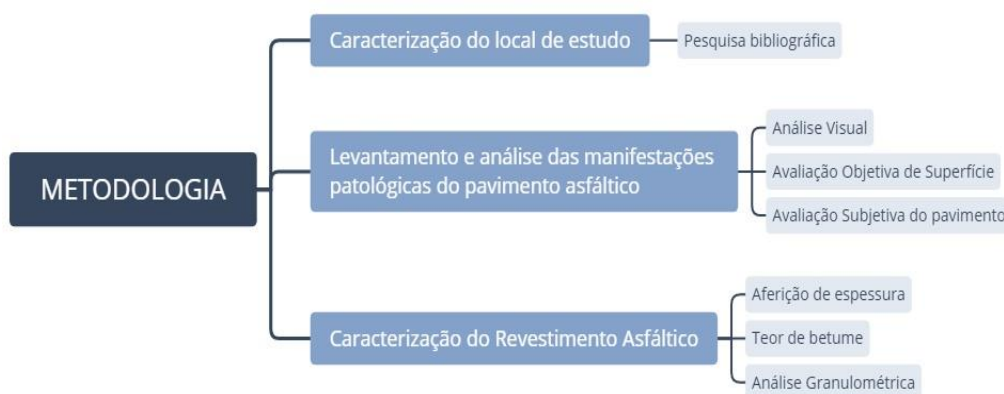 METODOLOGIA
Caracterização do local de estudo
Pesquisa bibliográfica
Levantamento e análise das manifestações
patológicas do pavimento asfáltico
Análise Visual
Avaliação Objetiva de Superfície
Avaliação Subjetiva do pavimento
Caracterização do Revestimento Asfáltico
Aferição de espessura
Teor de betume
Análise Granulométrica